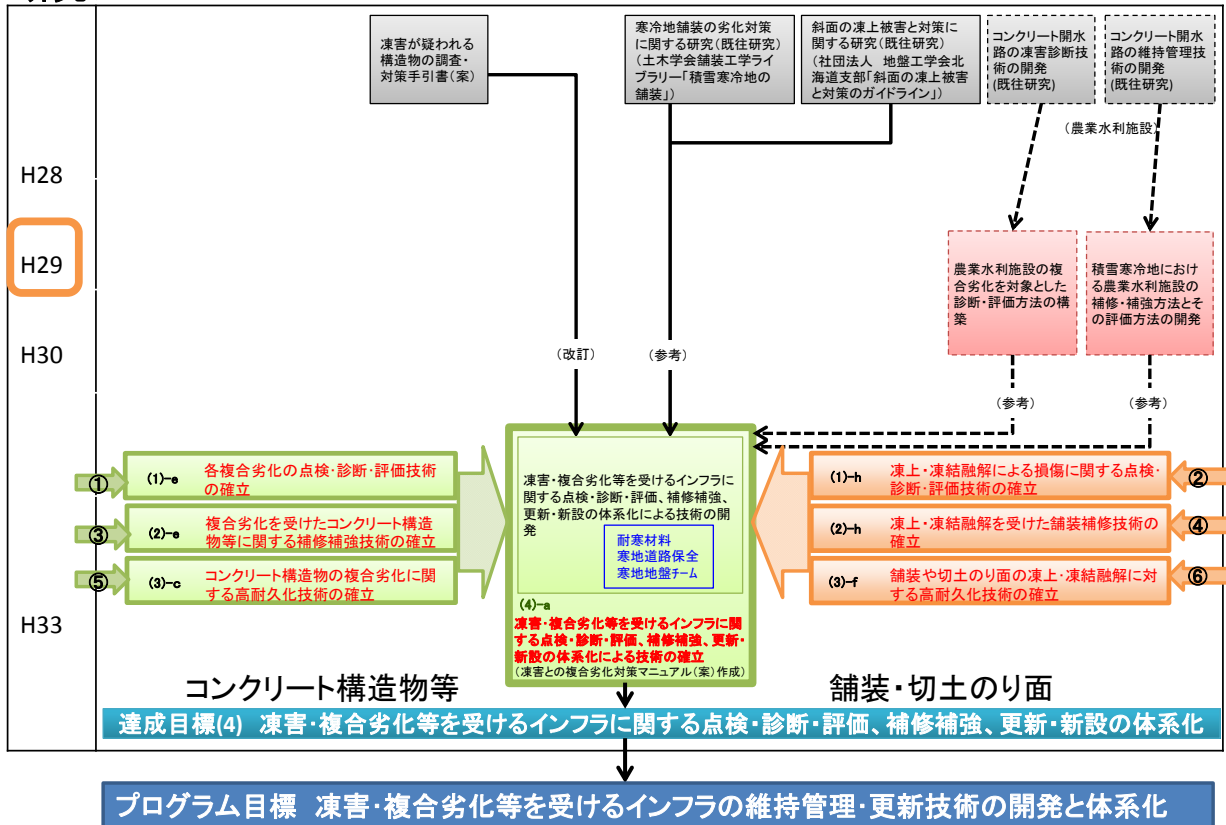 凍害が疑われる
構造物の調査・
対策手引書(案)
寒冷地舗装の劣化対策
に関する研究(既往研究)
(土木学会舗装工学ライ
ブラリー「積雪寒冷地の
舗装」)
斜面の凍上被害と対策に
関する研究(既往研究)
(社団法人 地盤工学会北
海道支部「斜面の凍上被害
と対策のガイドライン」)
コンクリート開水
路の凍害診断技
術の開発
(既往研究)
コンクリート開水
路の維持管理技
術の開発
(既往研究)
(農業水利施設)
H28
H29
農業水利施設の複
合劣化を対象とした
診断・評価方法の構
築
積雪寒冷地におけ
る農業水利施設の
補修・補強方法とそ
の評価方法の開発
H30
(改訂)
(参考)
(参考)
(参考)
①
(1)-e
各複合劣化の点検・診断・評価技術
の確立
③
(2)-e
複合劣化を受けたコンクリート構造
物等に関する補修補強技術の確立
⑤
(3)-c
コンクリート構造物の複合劣化に関
する高耐久化技術の確立
凍害・複合劣化等を受けるインフラに
関する点検・診断・評価、補修補強、
更新・新設の体系化による技術の開
発
耐寒材料
寒地道路保全
寒地地盤チーム
(4)-a
凍害・複合劣化等を受けるインフラに関
する点検・診断・評価、補修補強、更新・
新設の体系化による技術の確立
(凍害との複合劣化対策マニュアル(案)作成)
(1)-h
凍上・凍結融解による損傷に関する点検・
診断・評価技術の確立
②
(2)-h
凍上・凍結融解を受けた舗装補修技術の
確立
④
(3)-f
舗装や切土のり面の凍上・凍結融解に対
する高耐久化技術の確立
⑥
H33
コンクリート構造物等
舗装・切土のり面
達成目標(4) 凍害・複合劣化等を受けるインフラに関する点検・診断・評価、補修補強、更新・新設の体系化
プログラム目標 凍害・複合劣化等を受けるインフラの維持管理・更新技術の開発と体系化